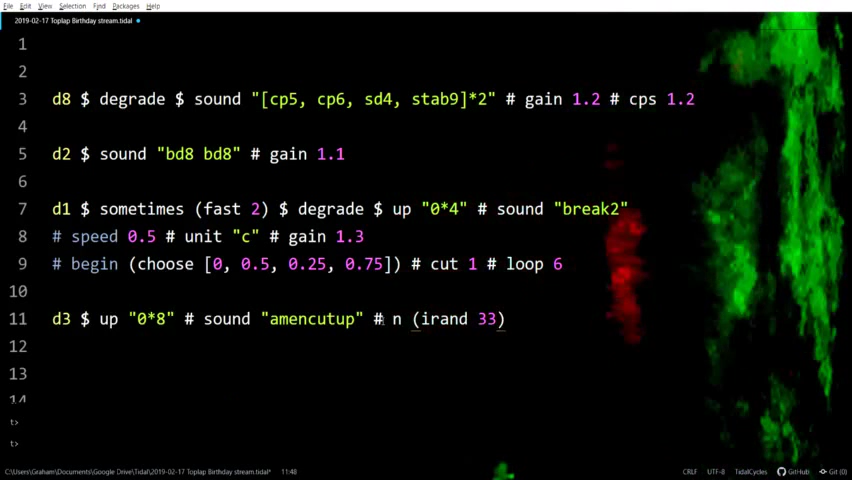 File Edit View Selection Find Packages Help
2019-02-17 Toplap Birthday stream.tidal
1
2
3 d8 $ degrade $ sound "[cp5, cp6, sd4, stab9]*2" # gain 1.2 # cps 1.2
4
5 d2 $ sound "bd8 bd8" # gain 1.1
6
7 d1 $ sometimes (fast 2) $ degrade $ up "0*4" # sound "break2"
8 # speed 0.5 # unit "c" # gain 1.3
9 # begin (choose [0, 0.5, 0.25, 0.75]) # cut 1 # loop 6
10
11 d3 $ up "0*8" # sound "amencutup" # n (irand 33)
12
13
14
t>
t>
C:\Users\Graham\Documents\Google Drive\Tidal\2019-02-17 Toplap Birthday stream.tidal* 11:48 CRLF UTF-8 TidalCycles GitHub Git (0)